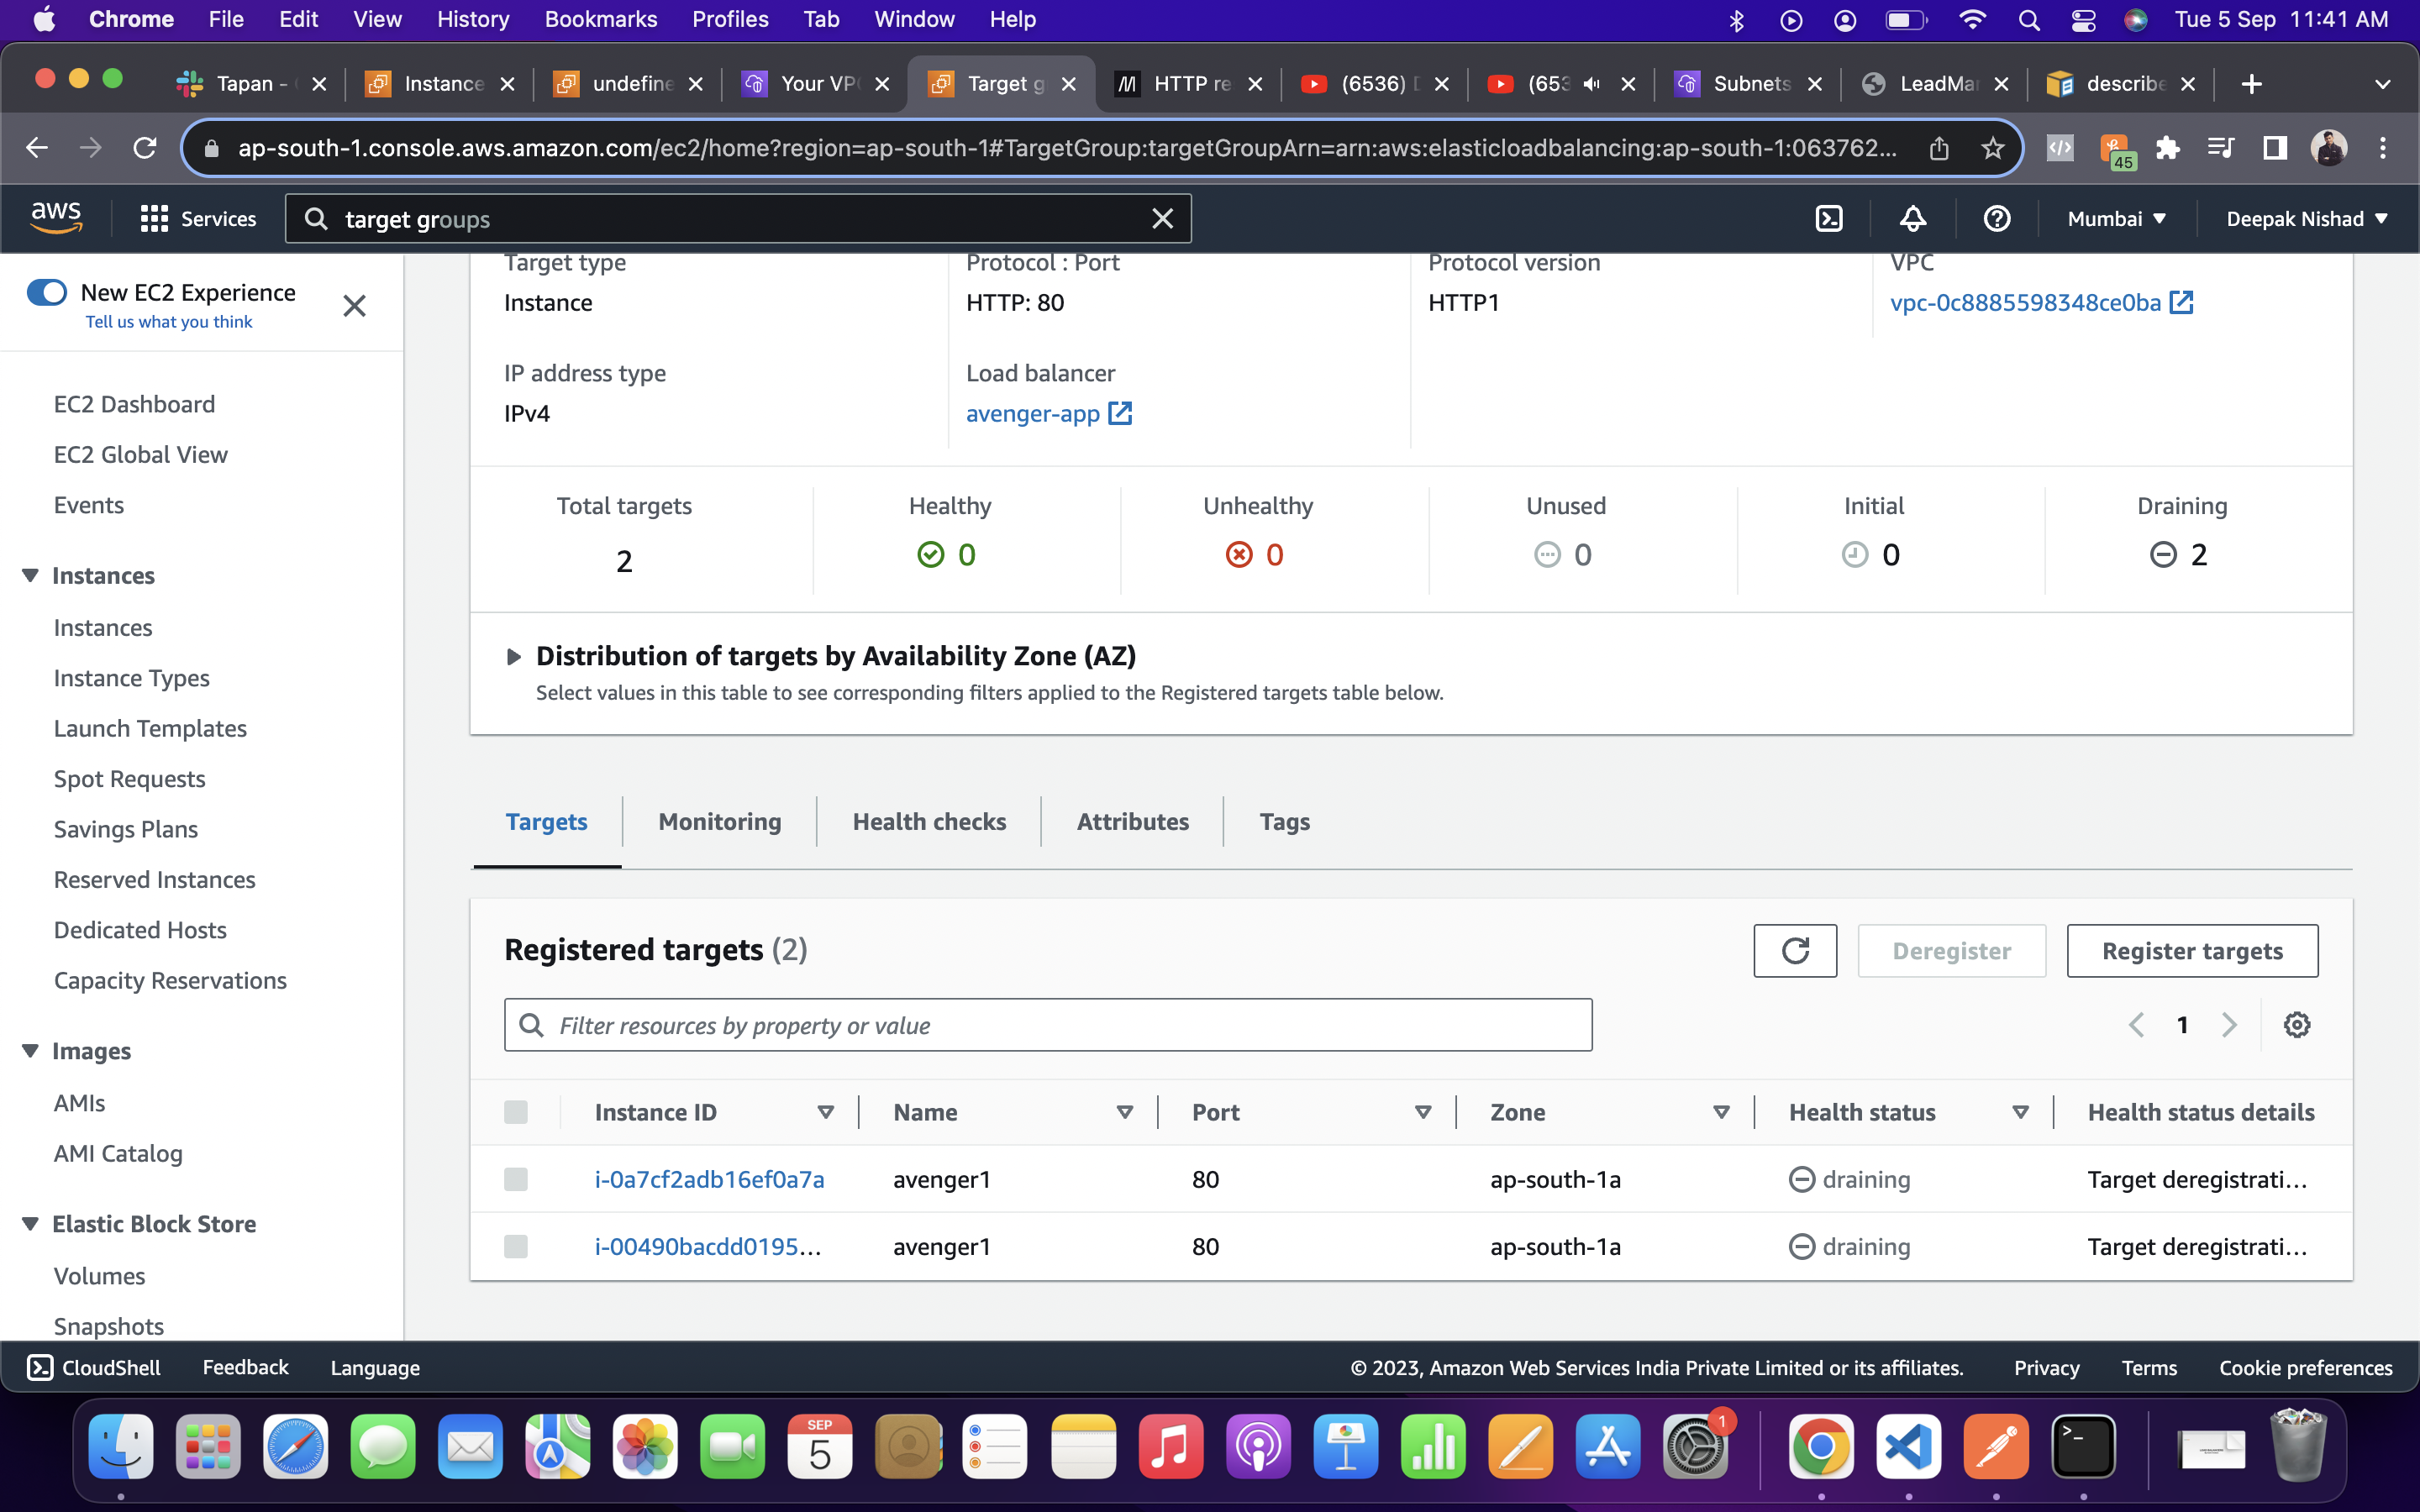 Chrome File Edit View History Bookmarks Profiles Tab Window Help Tue 5 Sep 11:41 AM
Tapan - Instance undefine Your VP Target g HTTP re (6536) (653 Subnets LeadMa describe
ap-south-1.console.aws.amazon.com/ec2/home?region=ap-south-1#TargetGroup:targetGroupArn=arn:aws:elasticloadbalancing:ap-south-1:063762...
45
aws Services target groups Mumbai Deepak Nishad
New EC2 Experience
Tell us what you think
EC2 Dashboard
EC2 Global View
Events
Instances
Instances
Instance Types
Launch Templates
Spot Requests
Savings Plans
Reserved Instances
Dedicated Hosts
Capacity Reservations
Images
AMIs
AMI Catalog
Elastic Block Store
Volumes
Snapshots
Target type Protocol : Port Protocol version VPC
Instance HTTP: 80 HTTP1 vpc-0c8885598348ce0ba
IP address type Load balancer
IPv4 avenger-app
Total targets Healthy Unhealthy Unused Initial Draining
2 0 0 0 0 2
Distribution of targets by Availability Zone (AZ)
Select values in this table to see corresponding filters applied to the Registered targets table below.
Targets Monitoring Health checks Attributes Tags
Registered targets (2) Deregister Register targets
Filter resources by property or value 1
Instance ID Name Port Zone Health status Health status details
i-0a7cf2adb16ef0a7a avenger1 80 ap-south-1a draining Target deregistrati...
i-00490bacdd0195... avenger1 80 ap-south-1a draining Target deregistrati...
CloudShell Feedback Language © 2023, Amazon Web Services India Private Limited or its affiliates. Privacy Terms Cookie preferences
SEP
5
1